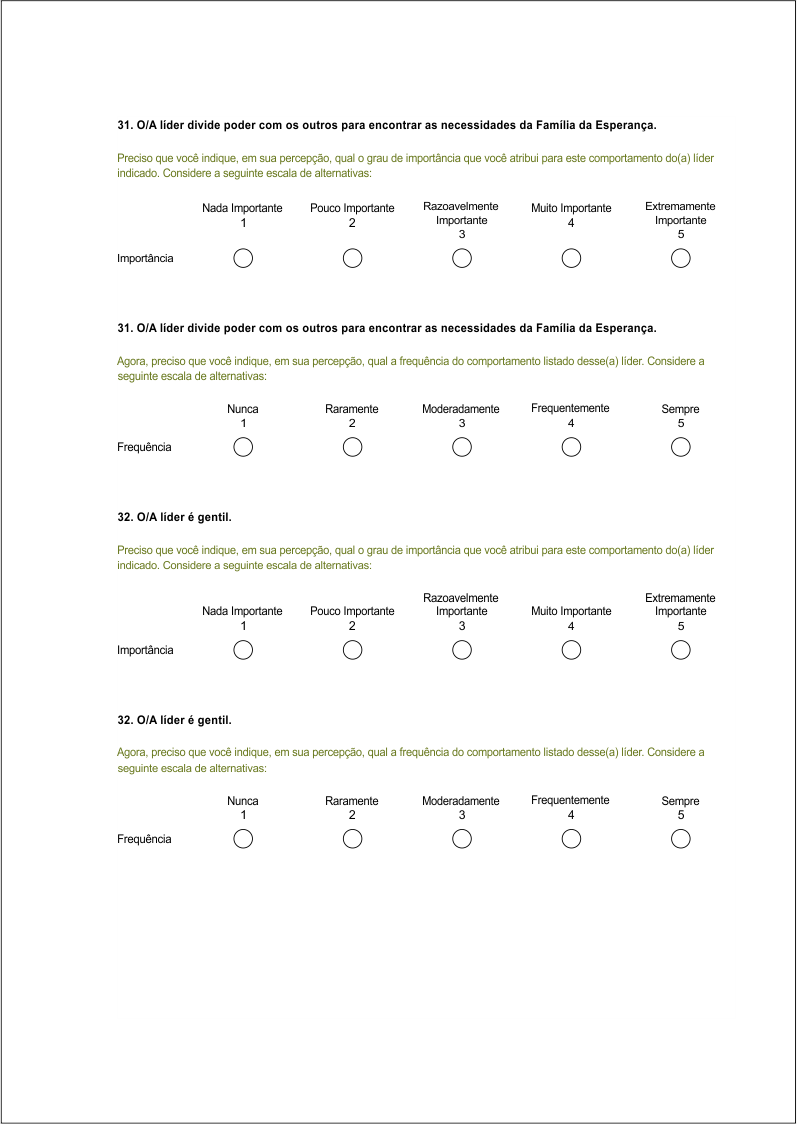 31. O/A líder divide poder com os outros para encontrar as necessidades da Família da Esperança.
Preciso que você indique, em sua percepção, qual o grau de importância que você atribui para este comportamento do(a) líder
indicado. Considere a seguinte escala de alternativas:
Nada Importante Pouco Importante Razoavelmente Importante Muito Importante Extremamente Importante
1 2 3 4 5
Importância
31. O/A líder divide poder com os outros para encontrar as necessidades da Família da Esperança.
Agora, preciso que você indique, em sua percepção, qual a frequência do comportamento listado desse(a) líder. Considere a
seguinte escala de alternativas:
Nunca Raramente Moderadamente Frequentemente Sempre
1 2 3 4 5
Frequência
32. O/A líder é gentil.
Preciso que você indique, em sua percepção, qual o grau de importância que você atribui para este comportamento do(a) líder
indicado. Considere a seguinte escala de alternativas:
Nada Importante Pouco Importante Razoavelmente Importante Muito Importante Extremamente Importante
1 2 3 4 5
Importância
32. O/A líder é gentil.
Agora, preciso que você indique, em sua percepção, qual a frequência do comportamento listado desse(a) líder. Considere a
seguinte escala de alternativas:
Nunca Raramente Moderadamente Frequentemente Sempre
1 2 3 4 5
Frequência